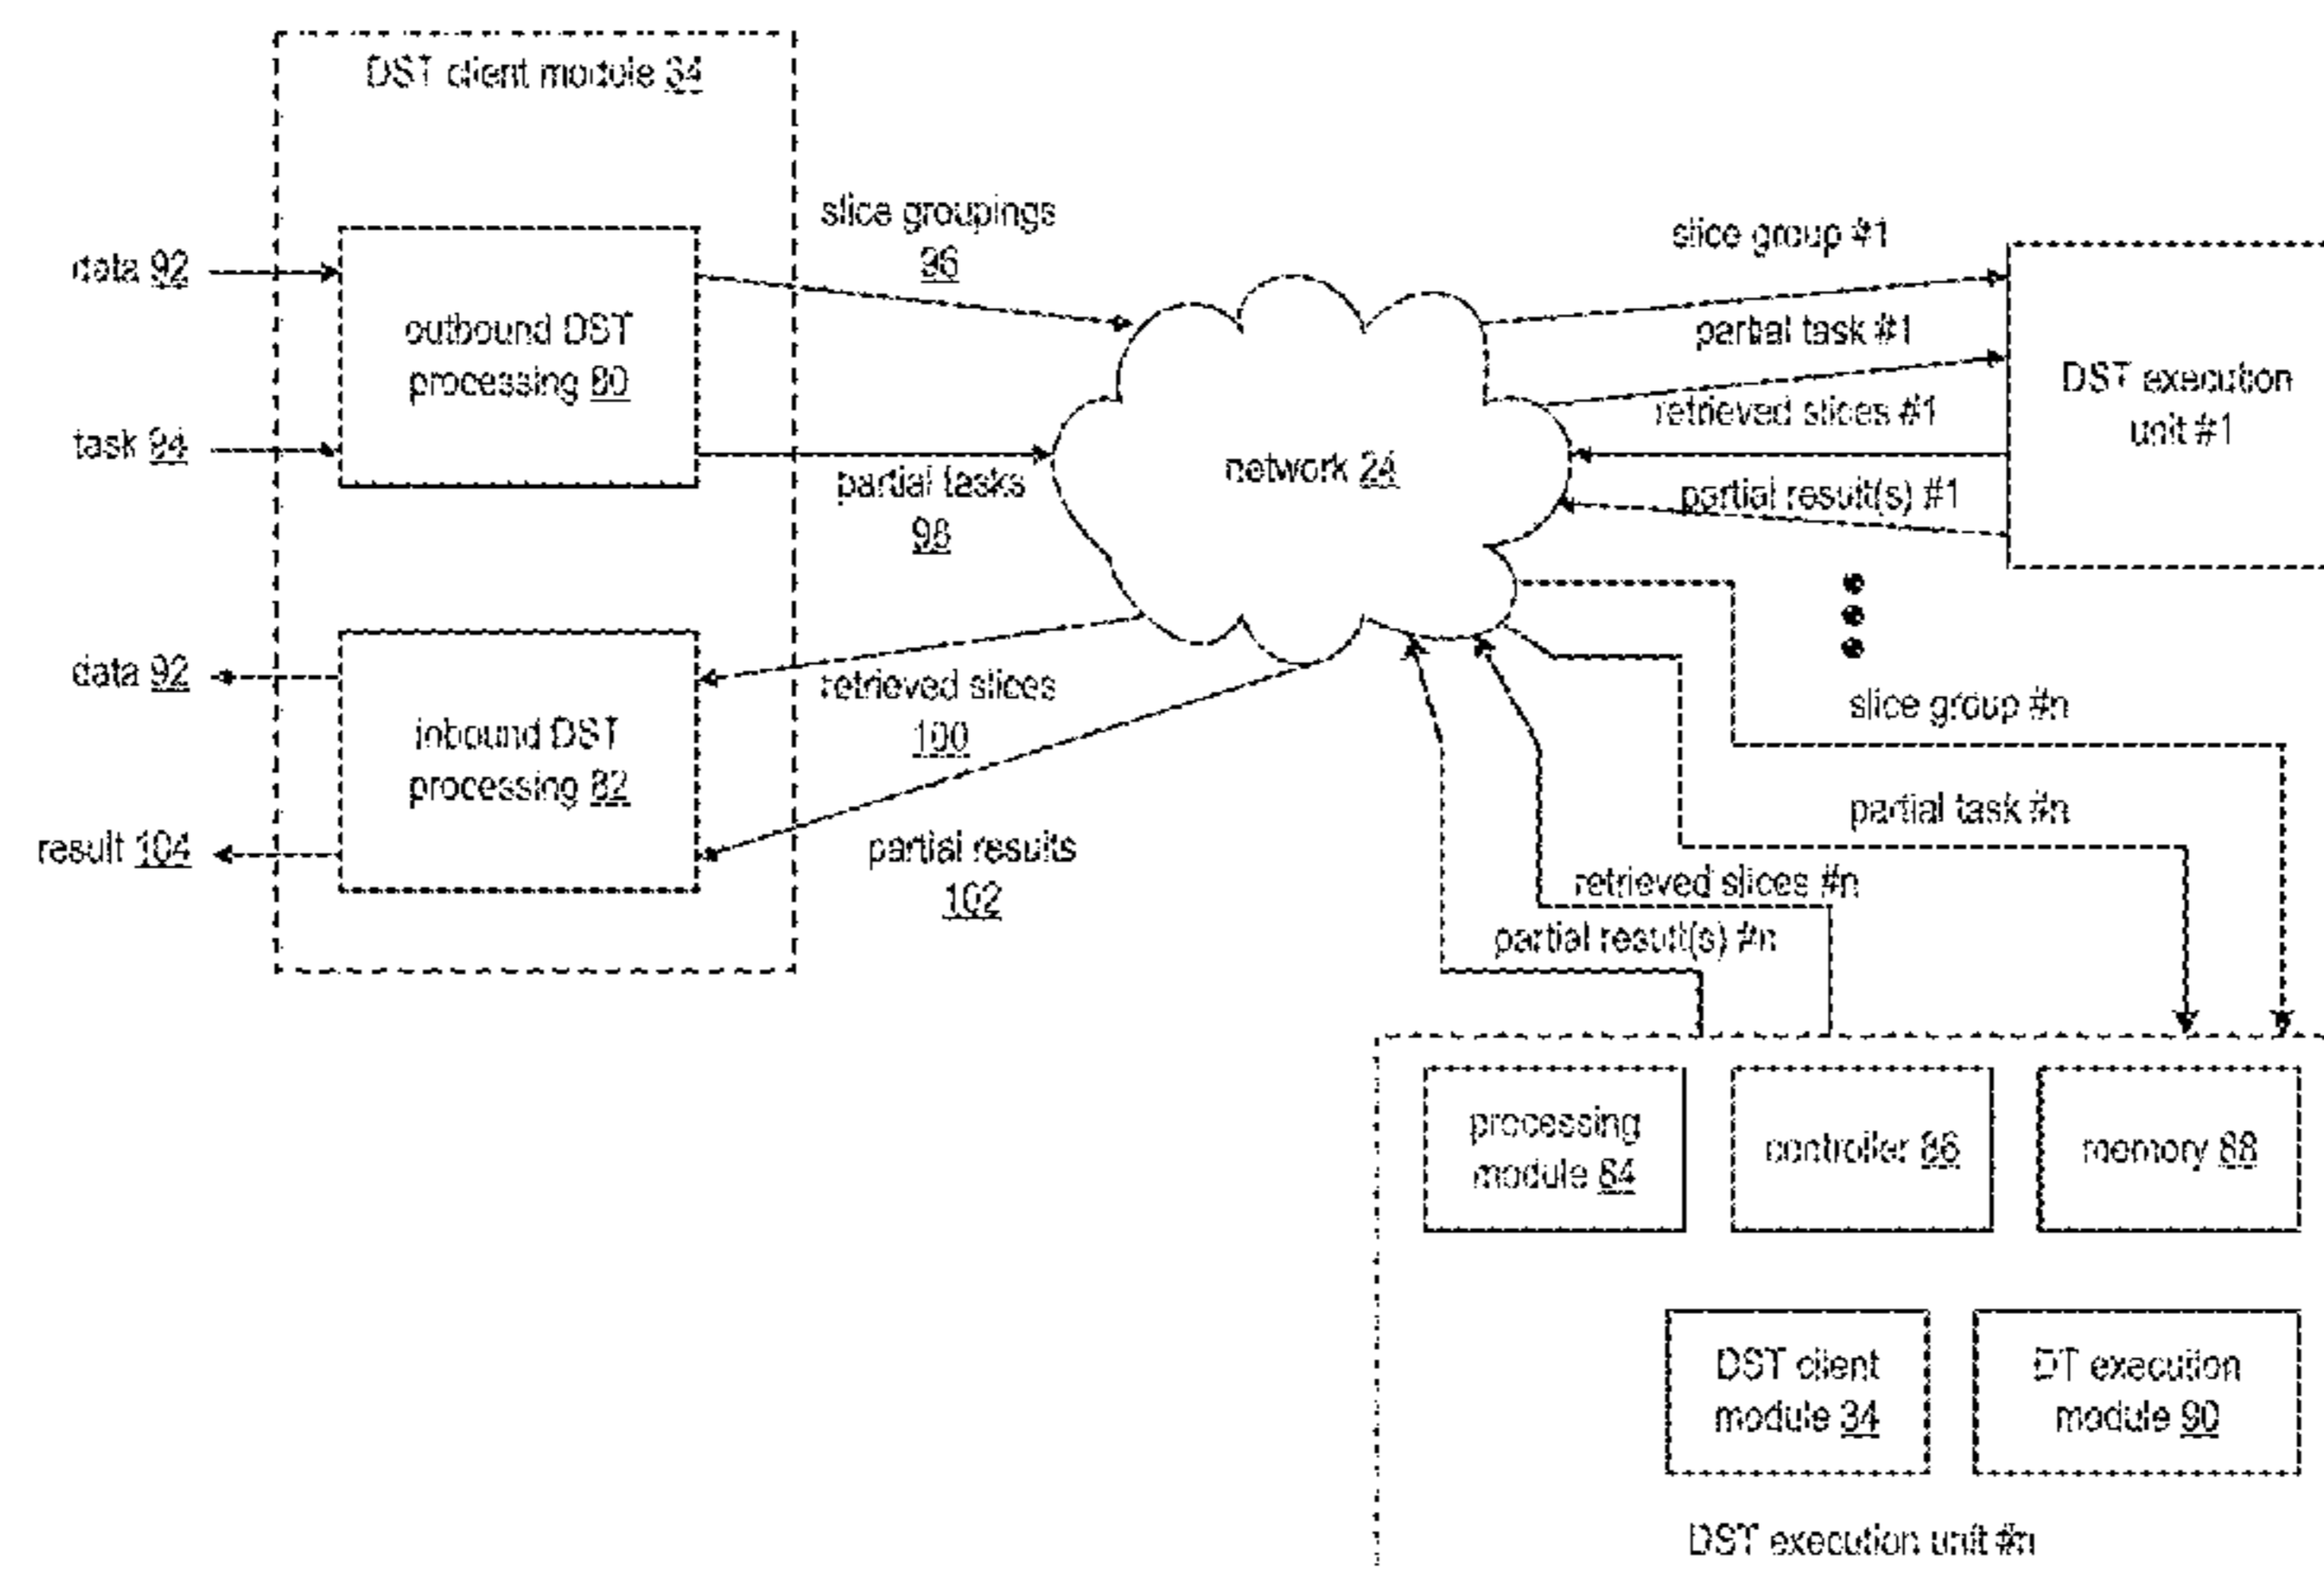 DST client module 34
data 92
outbound DST
processing 80
task 94
slice groupings
96
partial tasks
98
data 92
inbound DST
processing 82
result 104
retrieved slices
100
partial results
102
network 24
slice group #1
partial task #1
retrieved slices #1
partial result(s) #1
DST execution
unit #1
slice group #n
partial task #n
retrieved slices #n
partial result(s) #n
processing
module 84
controller 86
memory 88
DST client
module 34
DT execution
module 90
DST execution unit #n